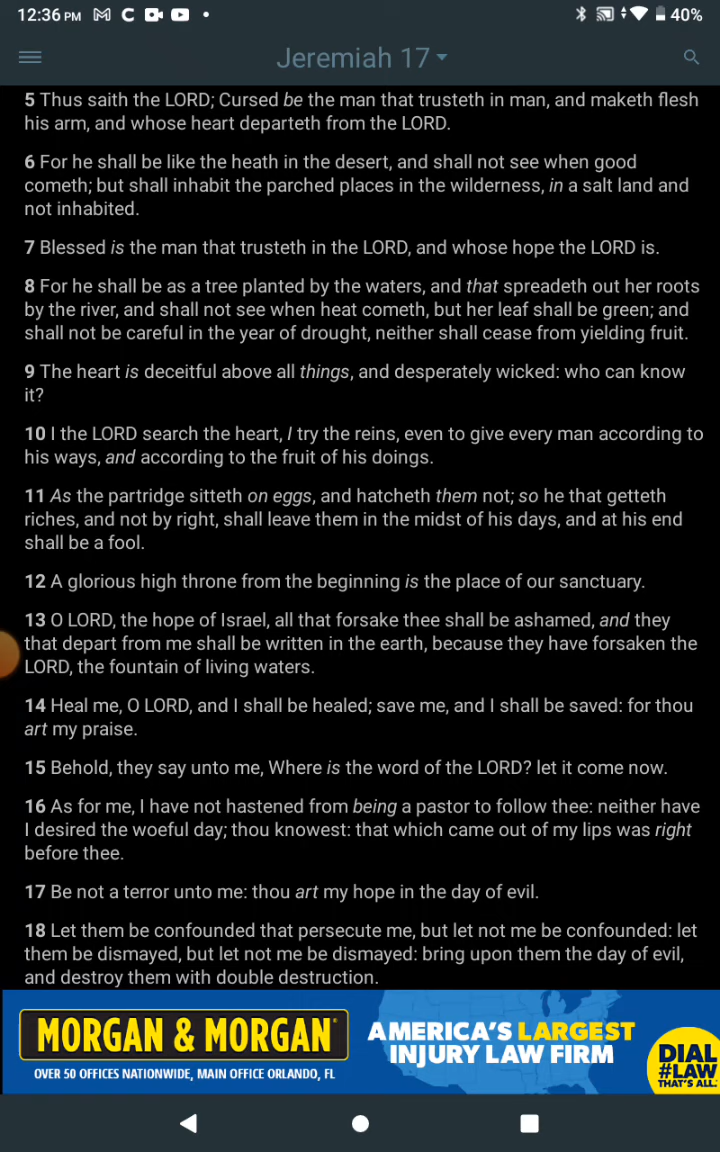 12:36 PM 40%
Jeremiah 17
5 Thus saith the LORD; Cursed be the man that trusteth in man, and maketh flesh
his arm, and whose heart departeth from the LORD.
6 For he shall be like the heath in the desert, and shall not see when good
cometh; but shall inhabit the parched places in the wilderness, in a salt land and
not inhabited.
7 Blessed is the man that trusteth in the LORD, and whose hope the LORD is.
8 For he shall be as a tree planted by the waters, and that spreadeth out her roots
by the river, and shall not see when heat cometh, but her leaf shall be green; and
shall not be careful in the year of drought, neither shall cease from yielding fruit.
9 The heart is deceitful above all things, and desperately wicked: who can know
it?
10 I the LORD search the heart, I try the reins, even to give every man according to
his ways, and according to the fruit of his doings.
11 As the partridge sitteth on eggs, and hatcheth them not; so he that getteth
riches, and not by right, shall leave them in the midst of his days, and at his end
shall be a fool.
12 A glorious high throne from the beginning is the place of our sanctuary.
13 O LORD, the hope of Israel, all that forsake thee shall be ashamed, and they
that depart from me shall be written in the earth, because they have forsaken the
LORD, the fountain of living waters.
14 Heal me, O LORD, and I shall be healed; save me, and I shall be saved: for thou
art my praise.
15 Behold, they say unto me, Where is the word of the LORD? let it come now.
16 As for me, I have not hastened from being a pastor to follow thee: neither have
I desired the woeful day; thou knowest: that which came out of my lips was right
before thee.
17 Be not a terror unto me: thou art my hope in the day of evil.
18 Let them be confounded that persecute me, but let not me be confounded: let
them be dismayed, but let not me be dismayed: bring upon them the day of evil,
and destroy them with double destruction.
MORGAN & MORGAN
OVER 50 OFFICES NATIONWIDE, MAIN OFFICE ORLANDO, FL
AMERICA'S LARGEST
INJURY LAW FIRM
DIAL
#LAW
THAT'S ALL.